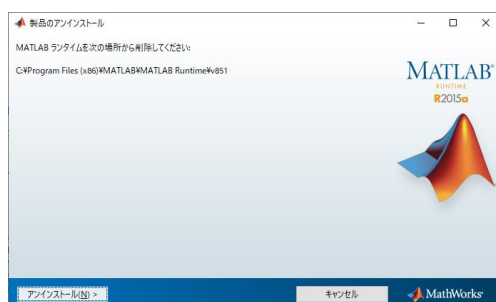 製品のアンインストール
MATLAB ランタイムを次の場所から削除してください:
C:¥Program Files (x86)¥MATLAB¥MATLAB Runtime¥v851
MATLAB®
RUNTIME
R2015a
アンインストール(N) >
キャンセル
MathWorks®